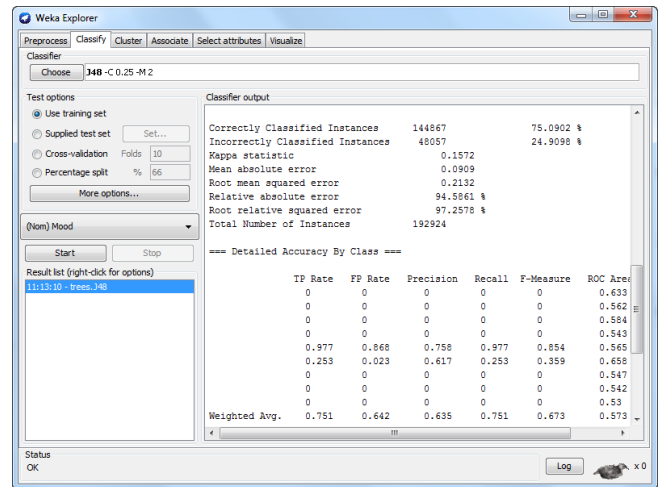 Weka Explorer
Preprocess Classify Cluster Associate Select attributes Visualize
Classifier
Choose J48 -C 0.25 -M 2
Test options
Use training set
Supplied test set Set...
Cross-validation Folds 10
Percentage split % 66
More options...
(Nom) Mood
Start Stop
Result list (right-click for options)
11:13:10 - trees.J48
Classifier output
Correctly Classified Instances 144867 75.0902 %
Incorrectly Classified Instances 48057 24.9098 %
Kappa statistic 0.1572
Mean absolute error 0.0909
Root mean squared error 0.2132
Relative absolute error 94.5861 %
Root relative squared error 97.2578 %
Total Number of Instances 192924
=== Detailed Accuracy By Class ===
TP Rate FP Rate Precision Recall F-Measure ROC Area
0 0 0 0 0 0.633
0 0 0 0 0 0.562
0 0 0 0 0 0.584
0 0 0 0 0 0.543
0.977 0.868 0.758 0.977 0.854 0.565
0.253 0.023 0.617 0.253 0.359 0.658
0 0 0 0 0 0.547
0 0 0 0 0 0.542
0 0 0 0 0 0.53
Weighted Avg. 0.751 0.642 0.635 0.751 0.673 0.573
Status
OK
Log
x 0